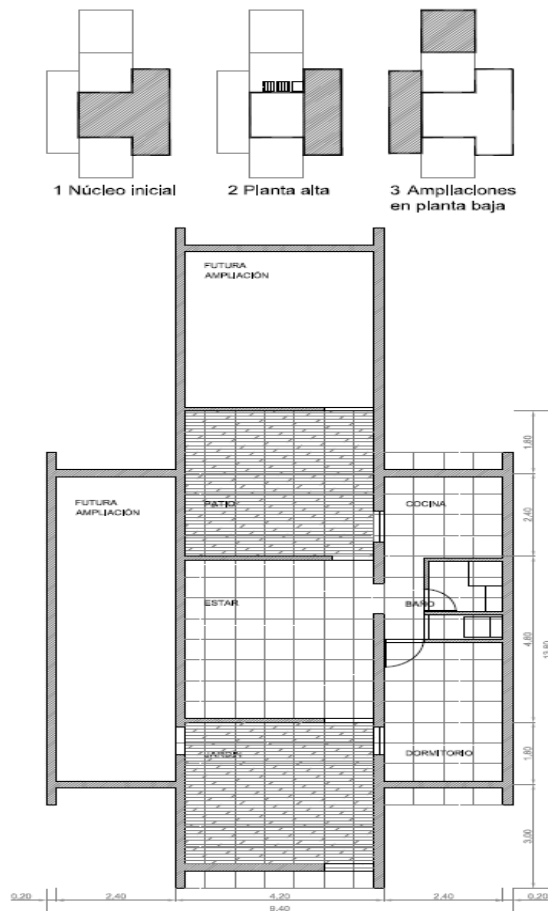 1 Núcleo inicial
2 Planta alta
3 Ampliaciones
en planta baja
FUTURA
AMPLIACIÓN
1,80
FUTURA
AMPLIACIÓN
PATIO
COCINA
2,40
ESTAR
BAÑO
4,80
13,80
JARDÍN
DORMITORIO
1,80
3,00
0,20
2,40
4,20
2,40
0,20
9,40